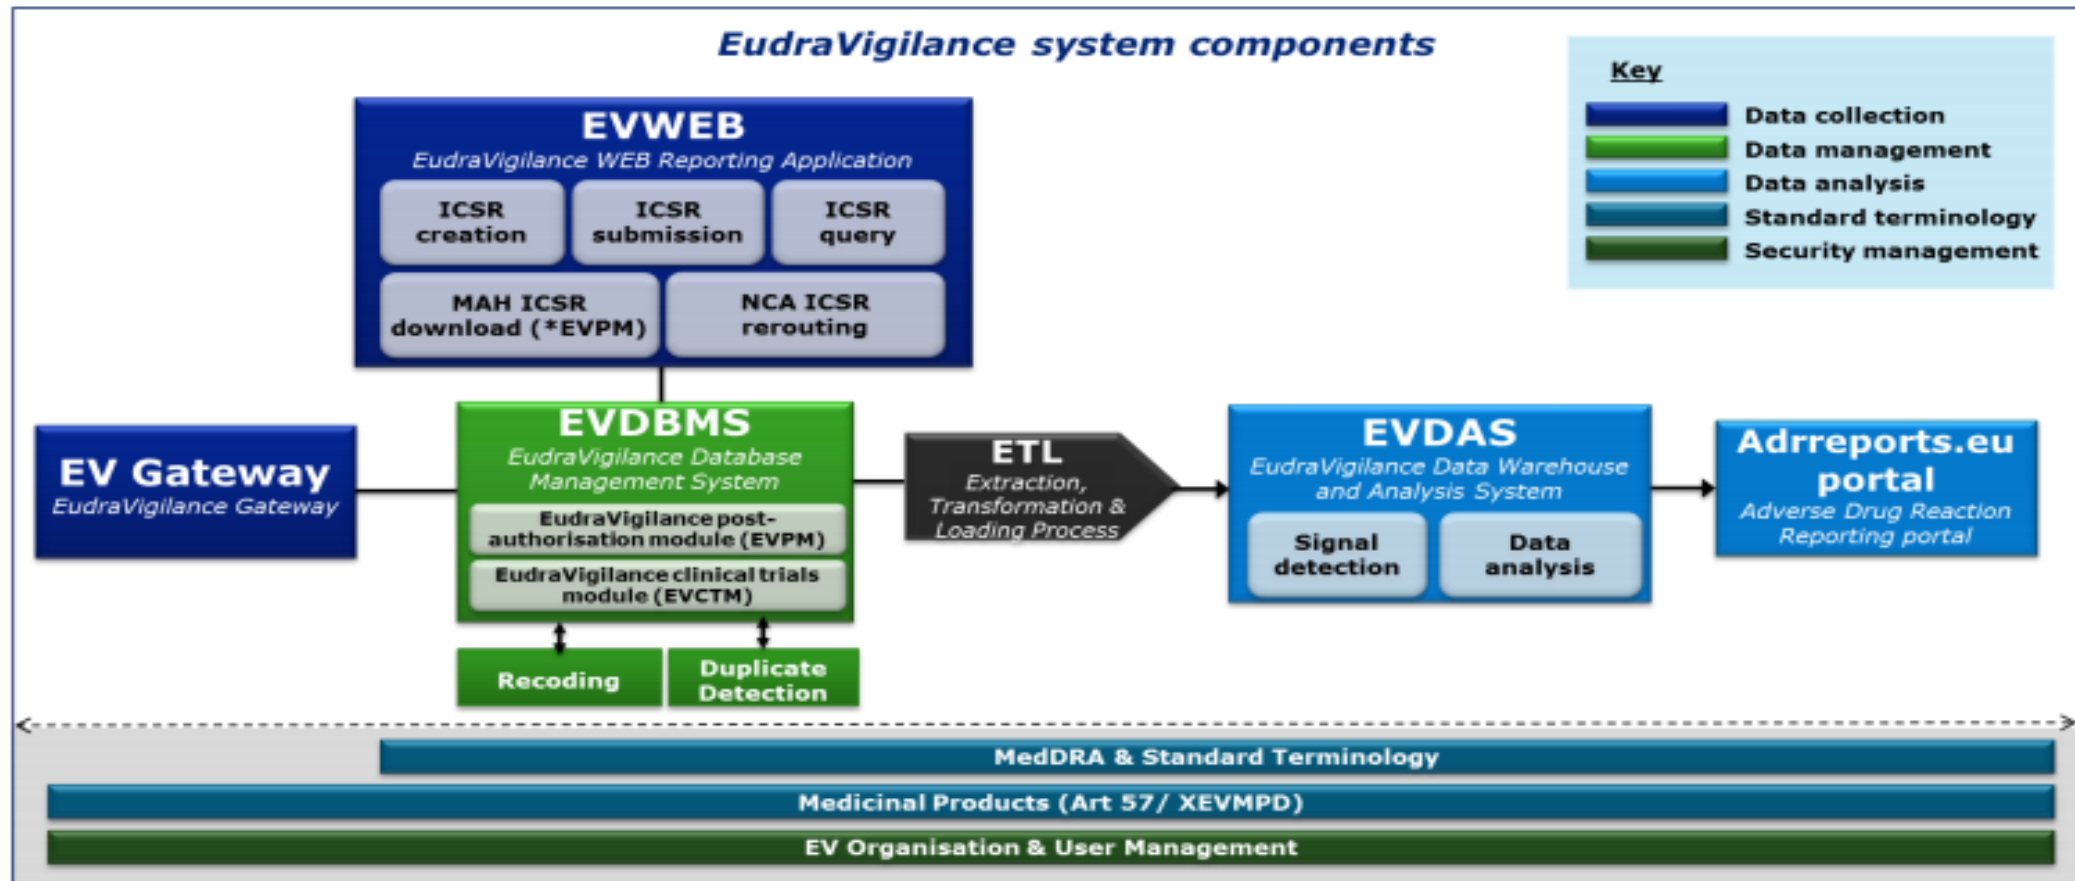 EudraVigilance system components
Key
Data collection
Data management
Data analysis
Standard terminology
Security management
EVWEB
EudraVigilance WEB Reporting Application
ICSR
creation
ICSR
submission
ICSR
query
MAH ICSR
download (*EVPM)
NCA ICSR
rerouting
EV Gateway
EudraVigilance Gateway
EVDBMS
EudraVigilance Database
Management System
EudraVigilance post-
authorisation module (EVPM)
EudraVigilance clinical trials
module (EVCTM)
Recoding
Duplicate
Detection
ETL
Extraction,
Transformation &
Loading Process
EVDAS
EudraVigilance Data Warehouse
and Analysis System
Signal
detection
Data
analysis
Adrreports.eu
portal
Adverse Drug Reaction
Reporting portal
MedDRA & Standard Terminology
Medicinal Products (Art 57/ XEVMPD)
EV Organisation & User Management